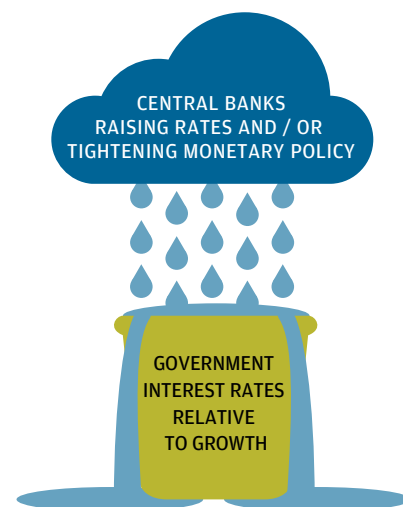 CENTRAL BANKS
RAISING RATES AND / OR
TIGHTENING MONETARY POLICY
GOVERNMENT
INTEREST RATES
RELATIVE
TO GROWTH